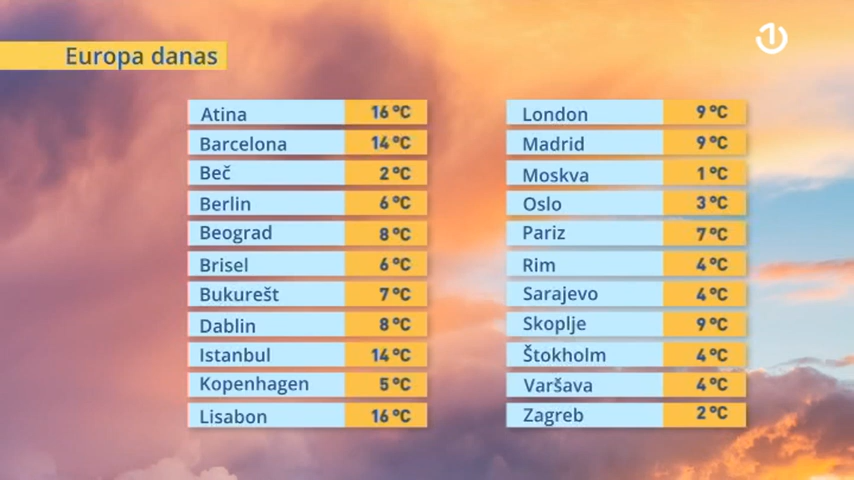 Europa danas
Atina 16 °C
Barcelona 14 °C
Beč 2 °C
Berlin 6 °C
Beograd 8 °C
Brisel 6 °C
Bukurešt 7 °C
Dablin 8 °C
Istanbul 14 °C
Kopenhagen 5 °C
Lisabon 16 °C
London 9 °C
Madrid 9 °C
Moskva 1 °C
Oslo 3 °C
Pariz 7 °C
Rim 4 °C
Sarajevo 4 °C
Skoplje 9 °C
Štokholm 4 °C
Varšava 4 °C
Zagreb 2 °C
1